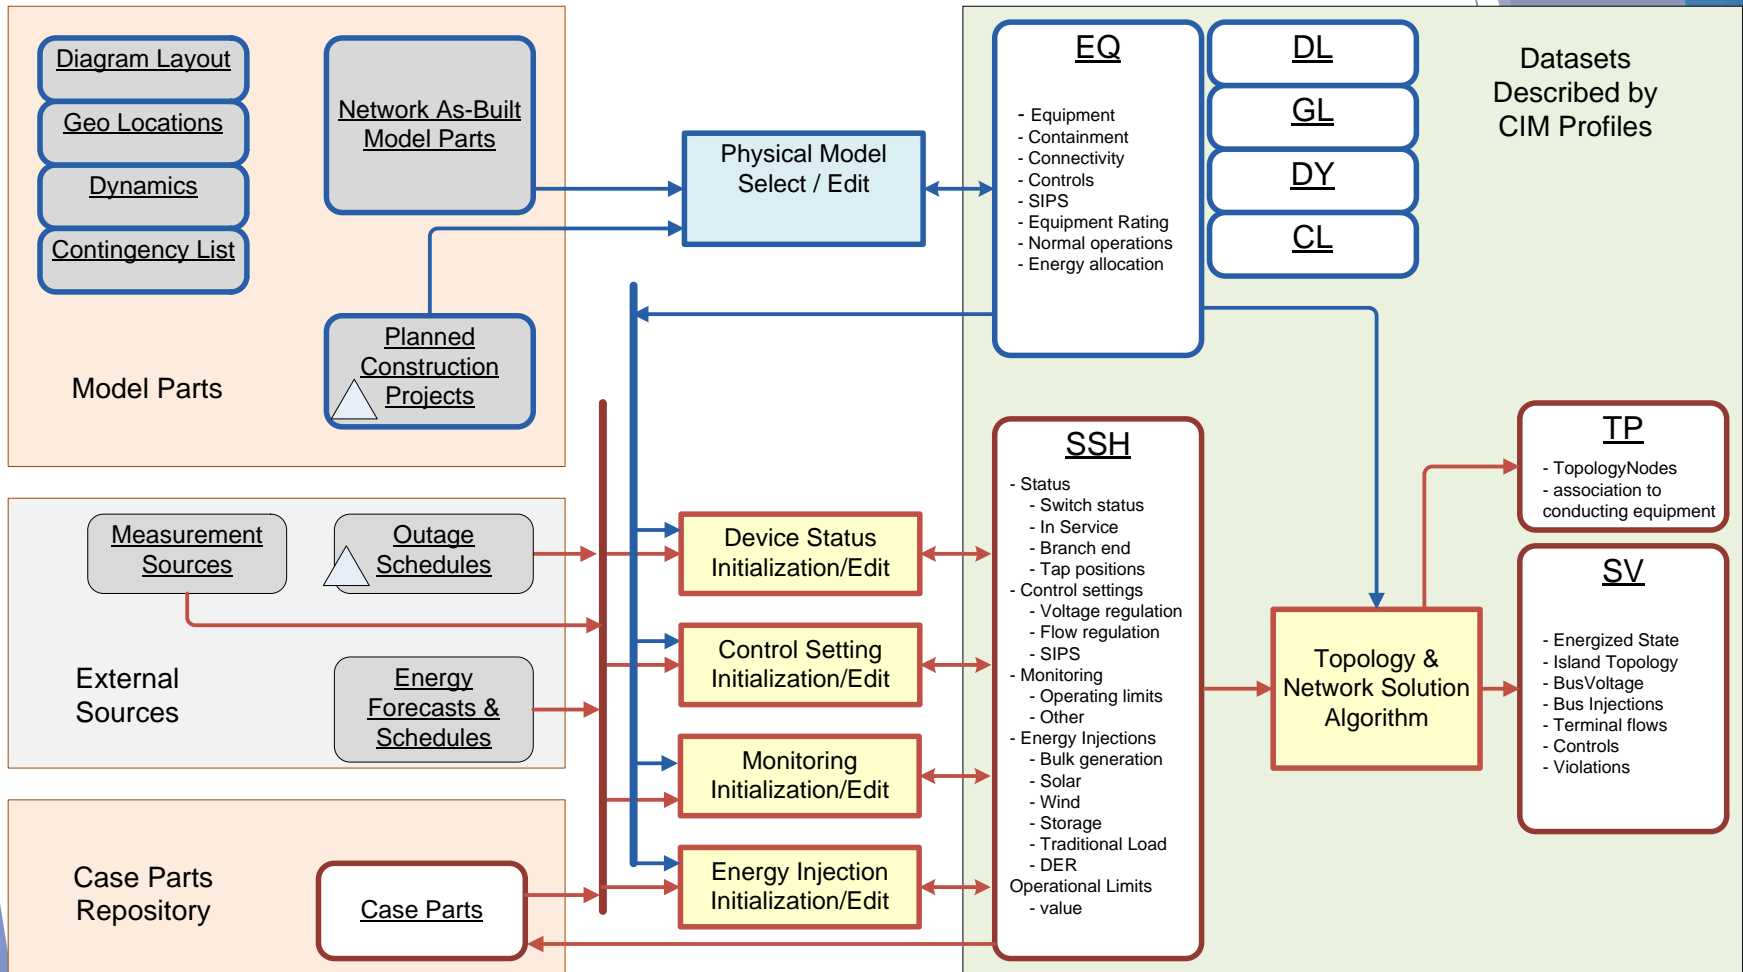 Diagram Layout
Geo Locations
Dynamics
Contingency List
Network As-Built
Model Parts
Planned
Construction
Projects
Model Parts
Physical Model
Select / Edit
EQ
- Equipment
- Containment
- Connectivity
- Controls
- SIPS
- Equipment Rating
- Normal operations
- Energy allocation
DL
GL
DY
CL
Datasets
Described by
CIM Profiles
Measurement
Sources
Outage
Schedules
External
Sources
Energy
Forecasts &
Schedules
Case Parts
Repository
Case Parts
Device Status
Initialization/Edit
Control Setting
Initialization/Edit
Monitoring
Initialization/Edit
Energy Injection
Initialization/Edit
SSH
- Status
- Switch status
- In Service
- Branch end
- Tap positions
- Control settings
- Voltage regulation
- Flow regulation
- SIPS
- Monitoring
- Operating limits
- Other
- Energy Injections
- Bulk generation
- Solar
- Wind
- Storage
- Traditional Load
- DER
Operational Limits
- value
Topology &
Network Solution
Algorithm
TP
- TopologyNodes
- association to
conducting equipment
SV
- Energized State
- Island Topology
- BusVoltage
- Bus Injections
- Terminal flows
- Controls
- Violations